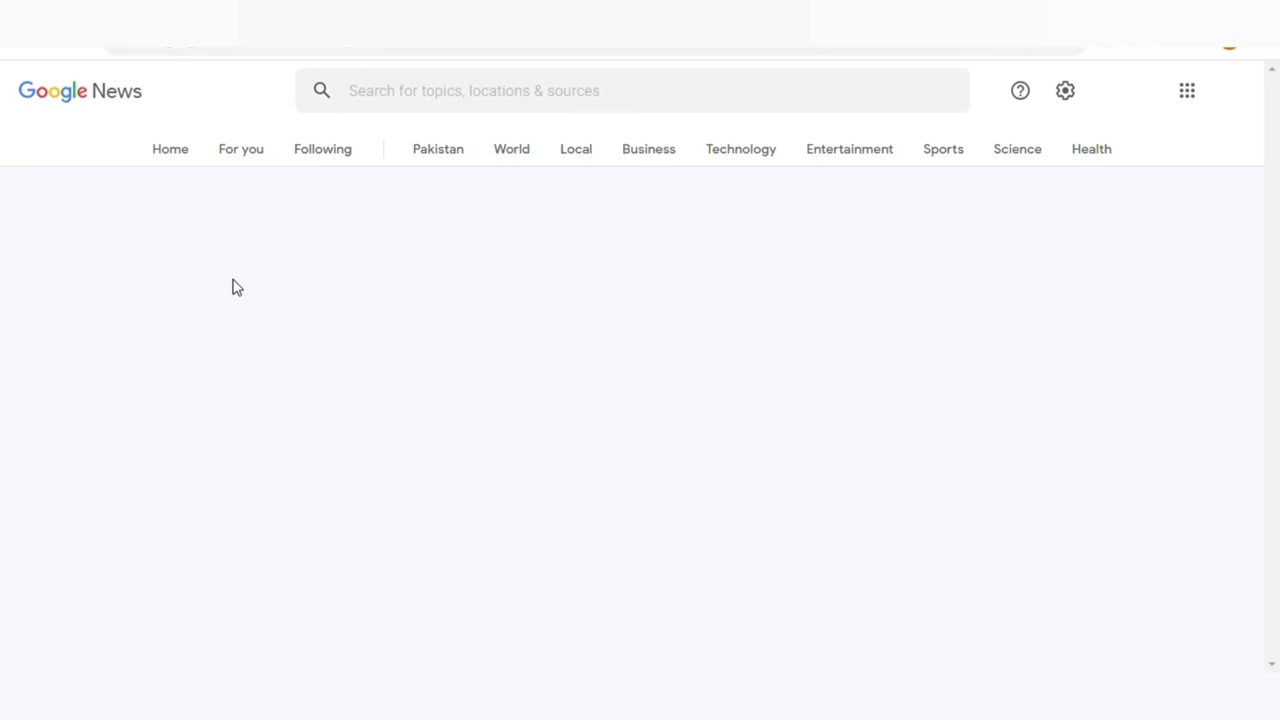 Google News
Search for topics, locations & sources
Home For you Following Pakistan World Local Business Technology Entertainment Sports Science Health